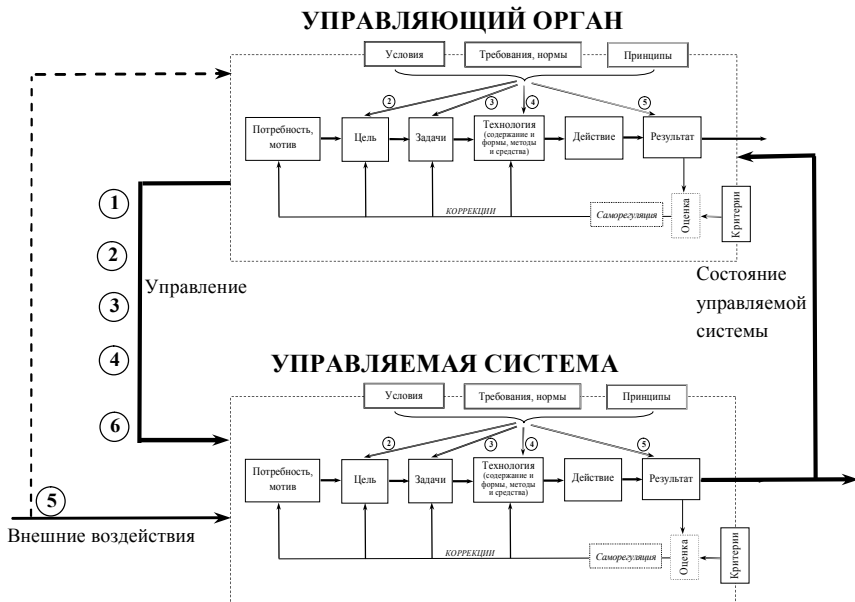 УПРАВЛЯЮЩИЙ ОРГАН
Условия
Требования, нормы
Принципы
2
3
4
5
Потребность,
мотив
Цель
Задачи
Технология
(содержание и
формы, методы
и средства)
Действие
Результат
КОРРЕКЦИИ
Саморегуляция
Оценка
Критерии
1
2
3
4
6
Управление
Состояние
управляемой
системы
УПРАВЛЯЕМАЯ СИСТЕМА
Условия
Требования, нормы
Принципы
2
3
4
5
Потребность,
мотив
Цель
Задачи
Технология
(содержание и
формы, методы
и средства)
Действие
Результат
КОРРЕКЦИИ
Саморегуляция
Оценка
Критерии
5
Внешние воздействия